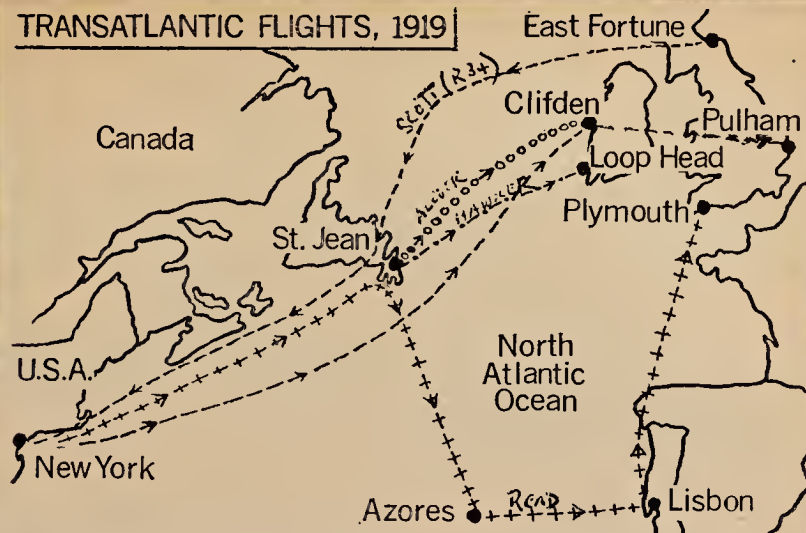 TRANSATLANTIC FLIGHTS, 1919
East Fortune
SCOTT (R34)
Clifden
Canada
Pulham
Loop Head
ALCOCK
HAWKER
Plymouth
St. Jean
North
Atlantic
Ocean
U.S.A.
New York
Azores
READ
Lisbon